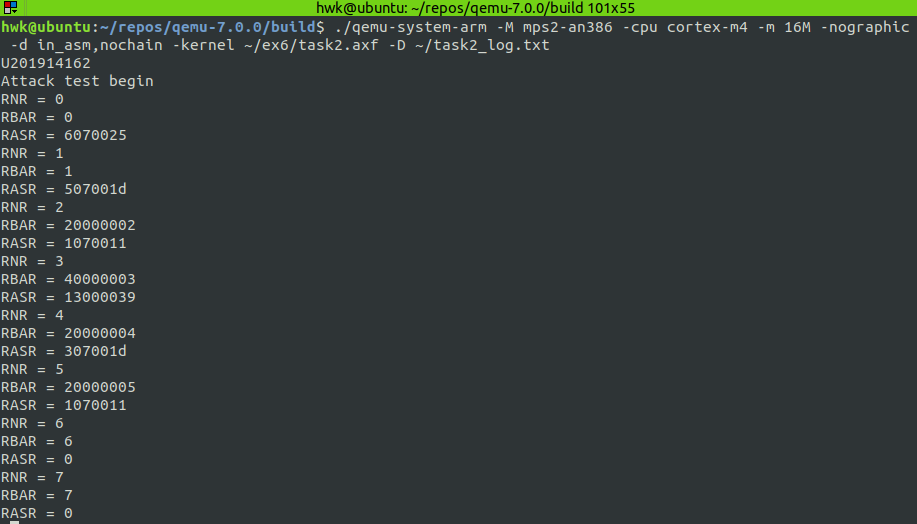 hwk@ubuntu: ~/repos/qemu-7.0.0/build 101x55
hwk@ubuntu:~/repos/qemu-7.0.0/build$ ./qemu-system-arm -M mps2-an386 -cpu cortex-m4 -m 16M -nographic
-d in_asm,nochain -kernel ~/ex6/task2.axf -D ~/task2_log.txt
U201914162
Attack test begin
RNR = 0
RBAR = 0
RASR = 6070025
RNR = 1
RBAR = 1
RASR = 507001d
RNR = 2
RBAR = 20000002
RASR = 1070011
RNR = 3
RBAR = 40000003
RASR = 13000039
RNR = 4
RBAR = 20000004
RASR = 307001d
RNR = 5
RBAR = 20000005
RASR = 1070011
RNR = 6
RBAR = 6
RASR = 0
RNR = 7
RBAR = 7
RASR = 0